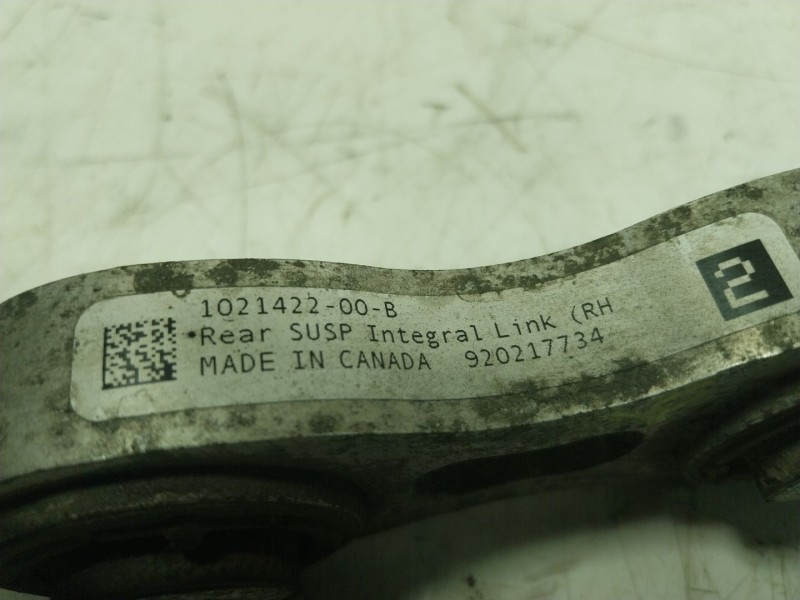 1021422-00-B
Rear SUSP Integral Link (RH
MADE IN CANADA 920217734
2